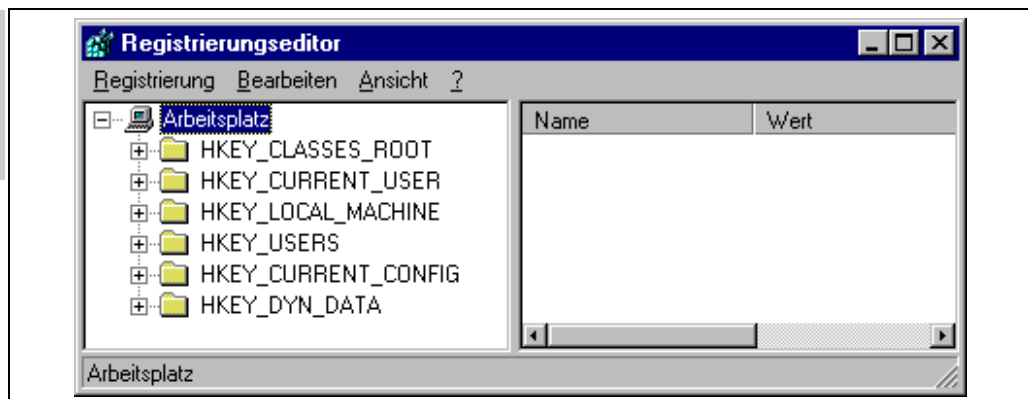 Registrierungseditor
Registrierung Bearbeiten Ansicht ?
Arbeitsplatz
HKEY_CLASSES_ROOT
HKEY_CURRENT_USER
HKEY_LOCAL_MACHINE
HKEY_USERS
HKEY_CURRENT_CONFIG
HKEY_DYN_DATA
Name Wert
Arbeitsplatz